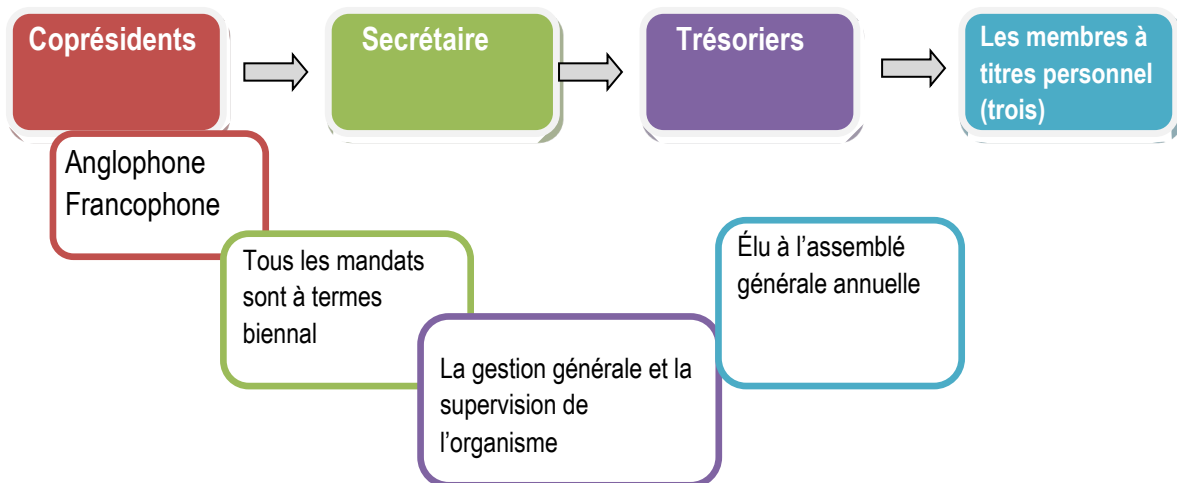 Coprésidents
Secrétaire
Trésoriers
Les membres à
titres personnel
(trois)
Anglophone
Francophone
Tous les mandats
sont à termes
biennal
La gestion générale et la
supervision de
l’organisme
Élu à l’assemblé
générale annuelle